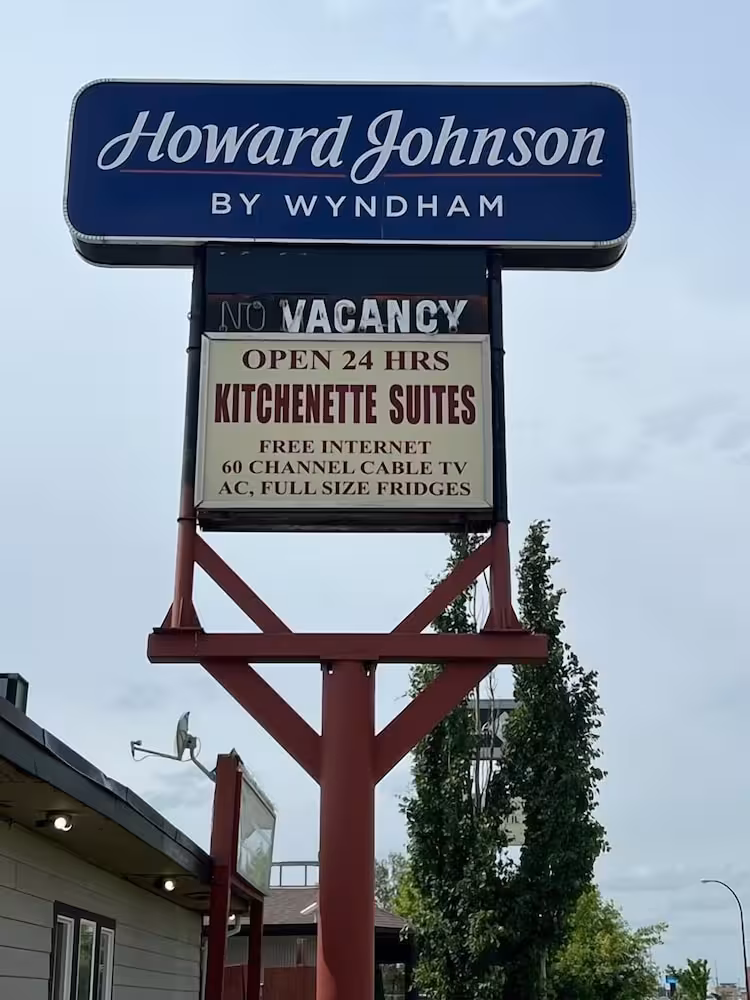 Howard Johnson
BY WYNDHAM
NO VACANCY
OPEN 24 HRS
KITCHENETTE SUITES
FREE INTERNET
60 CHANNEL CABLE TV
AC, FULL SIZE FRIDGES